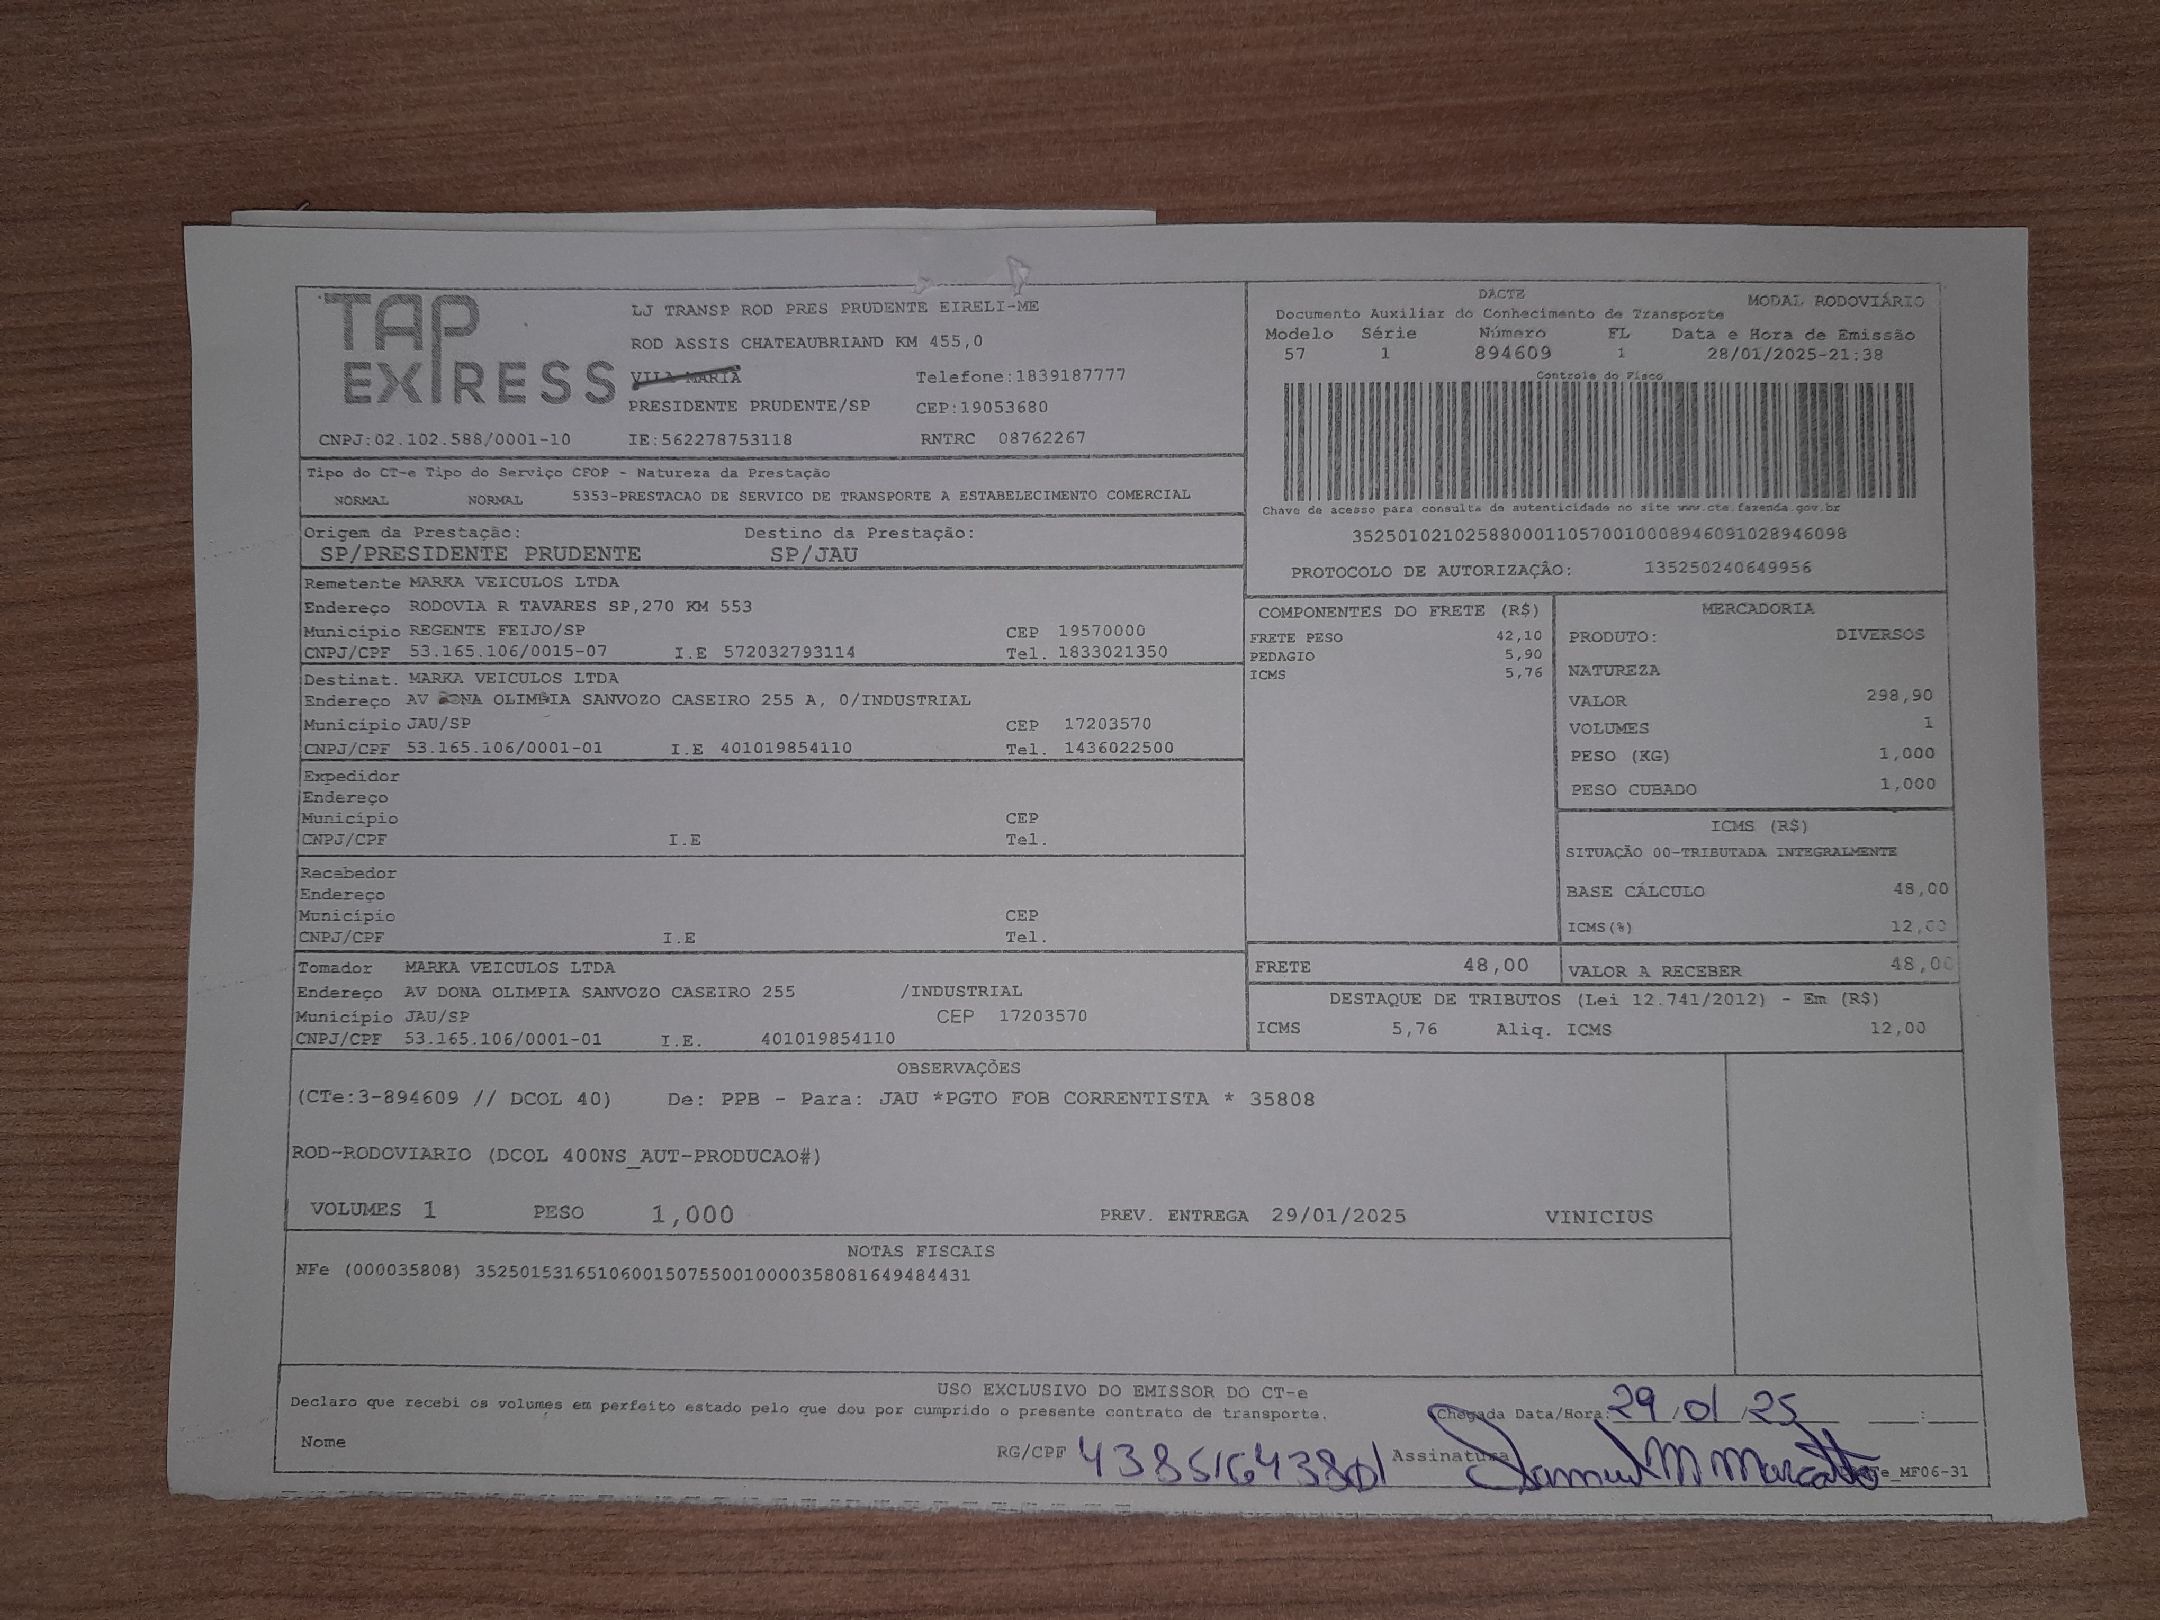 TAP EXPRESS
LJ TRANSP ROD PRES PRUDENTE EIRELI-ME
ROD ASSIS CHATEAUBRIAND KM 455,0
VILA MARIA Telefone:1839187777
PRESIDENTE PRUDENTE/SP CEP:19053680
CNPJ:02.102.588/0001-10 IE:562278753118 RNTRC 08762267
DACTE MODAL RODOVIÁRIO
Documento Auxiliar do Conhecimento de Transporte
Modelo Série Número FL Data e Hora de Emissão
57 1 894609 1 28/01/2025-21:38
Controle do Fisco
Chave de acesso para consulta de autenticidade no site www.cte.fazenda.gov.br
35250102102588000110570010008946091028946098
PROTOCOLO DE AUTORIZAÇÂO: 135250240649956
Tipo do CT-e Tipo do Serviço CFOP - Natureza da Prestação
NORMAL NORMAL 5353-PRESTACAO DE SERVICO DE TRANSPORTE A ESTABELECIMENTO COMERCIAL
Origem da Prestação: Destino da Prestação:
SP/PRESIDENTE PRUDENTE SP/JAU
Remetente MARKA VEICULOS LTDA
Endereço RODOVIA R TAVARES SP,270 KM 553
Município REGENTE FEIJO/SP CEP 19570000
CNPJ/CPF 53.165.106/0015-07 I.E 572032793114 Tel. 1833021350
Destinat. MARKA VEICULOS LTDA
Endereço AV DONA OLIMPIA SANVOZO CASEIRO 255 A, 0/INDUSTRIAL
Município JAU/SP CEP 17203570
CNPJ/CPF 53.165.106/0001-01 I.E 401019854110 Tel. 1436022500
Expedidor
Endereço
Município CEP
CNPJ/CPF I.E Tel.
Recebedor
Endereço
Município CEP
CNPJ/CPF I.E Tel.
Tomador MARKA VEICULOS LTDA
Endereço AV DONA OLIMPIA SANVOZO CASEIRO 255 /INDUSTRIAL
Município JAU/SP CEP 17203570
CNPJ/CPF 53.165.106/0001-01 I.E. 401019854110
COMPONENTES DO FRETE (R$)
FRETE PESO 42,10
PEDAGIO 5,90
ICMS 5,76
MERCADORIA
PRODUTO: DIVERSOS
NATUREZA
VALOR 298,90
VOLUMES 1
PESO (KG) 1,000
PESO CUBADO 1,000
ICMS (R$)
SITUAÇÃO 00-TRIBUTADA INTEGRALMENTE
BASE CÁLCULO 48,00
ICMS(%) 12,00
FRETE 48,00 VALOR A RECEBER 48,00
DESTAQUE DE TRIBUTOS (Lei 12.741/2012) - Em (R$)
ICMS 5,76 Aliq. ICMS 12,00
OBSERVAÇÕES
(CTe:3-894609 // DCOL 40) De: PPB - Para: JAU *PGTO FOB CORRENTISTA * 35808
ROD-RODOVIARIO (DCOL 400NS_AUT-PRODUCAO#)
VOLUMES 1 PESO 1,000 PREV. ENTREGA 29/01/2025 VINICIUS
NOTAS FISCAIS
NFe (000035808) 35250153165106001507550010000358081649484431
USO EXCLUSIVO DO EMISSOR DO CT-e
Declaro que recebi os volumes em perfeito estado pelo que dou por cumprido o presente contrato de transporte. Chegada Data/Hora: 29/01/25 __:__
Nome RG/CPF 43851643801 Assinatura Samuel M Marcatto _MF06-31